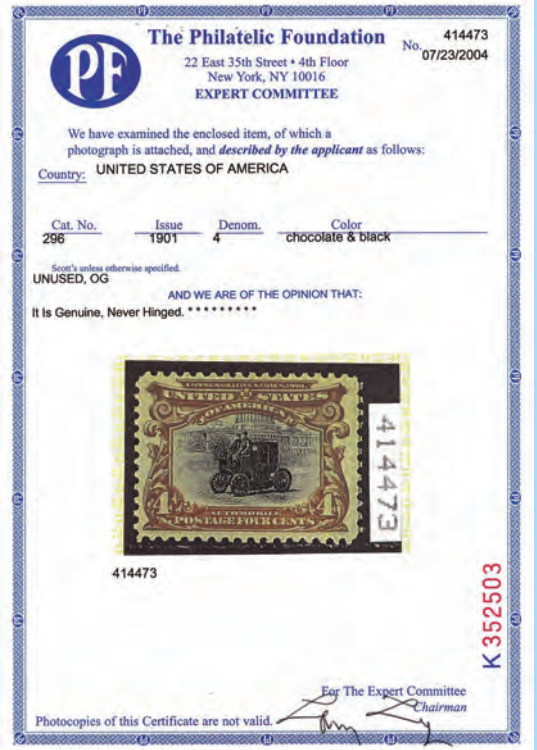 PF
The Philatelic Foundation
22 East 35th Street • 4th Floor
New York, NY 10016
EXPERT COMMITTEE
No. 414473
07/23/2004
We have examined the enclosed item, of which a
photograph is attached, and described by the applicant as follows:
Country: UNITED STATES OF AMERICA
Cat. No. Issue Denom. Color
296 1901 4 chocolate & black
Scott's unless otherwise specified.
UNUSED, OG
AND WE ARE OF THE OPINION THAT:
It Is Genuine, Never Hinged. * * * * * * * * *
COMMEMORATIVE SERIES, 1901
UNITED STATES
OF AMERICA
4 4
AUTOMOBILE
POSTAGE FOUR CENTS
414473
414473
K 352503
For The Expert Committee
Chairman
Photocopies of this Certificate are not valid.